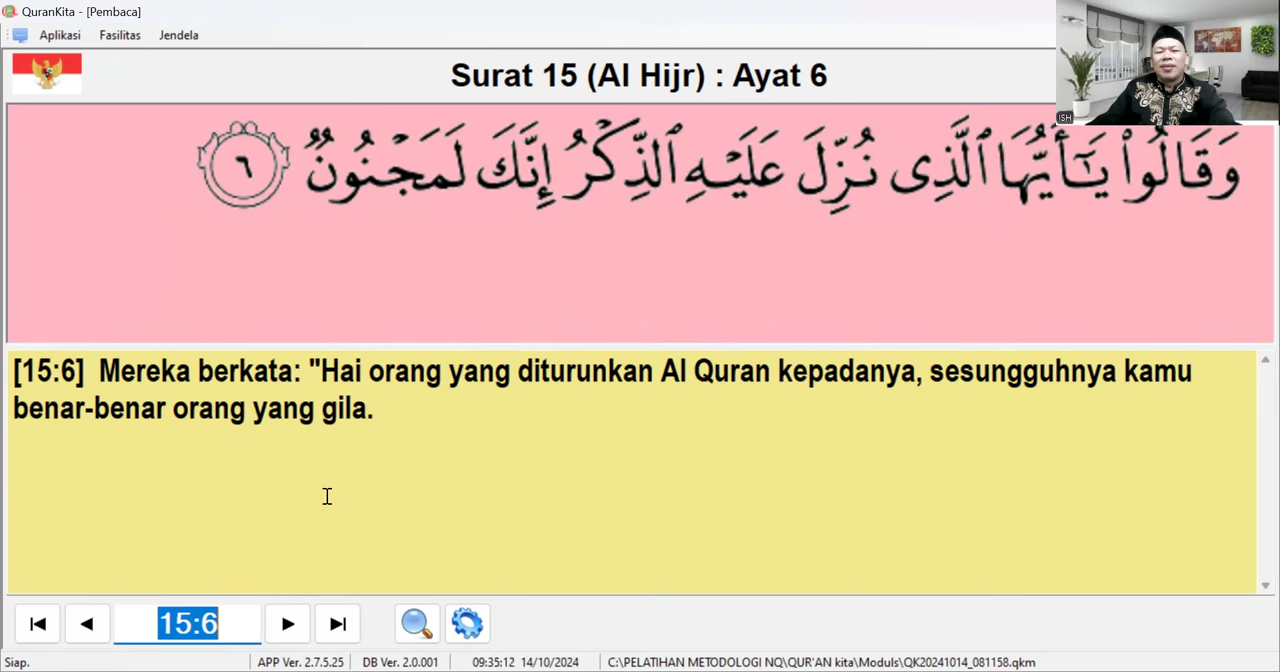 QuranKita - [Pembaca]
Aplikasi Fasilitas Jendela
Surat 15 (Al Hijr) : Ayat 6
ISH
وَقَالُوا۟ يَـٰٓأَيُّهَا ٱلَّذِى نُزِّلَ عَلَيْهِ ٱلذِّكْرُ إِنَّكَ لَمَجْنُونٌۭ ٦
[15:6] Mereka berkata: "Hai orang yang diturunkan Al Quran kepadanya, sesungguhnya kamu
benar-benar orang yang gila.
15:6
Siap. APP Ver. 2.7.5.25 DB Ver. 2.0.001 09:35:12 14/10/2024 C:\PELATIHAN METODOLOGI NQ\QUR'AN kita\Moduls\QK20241014_081158.qkm